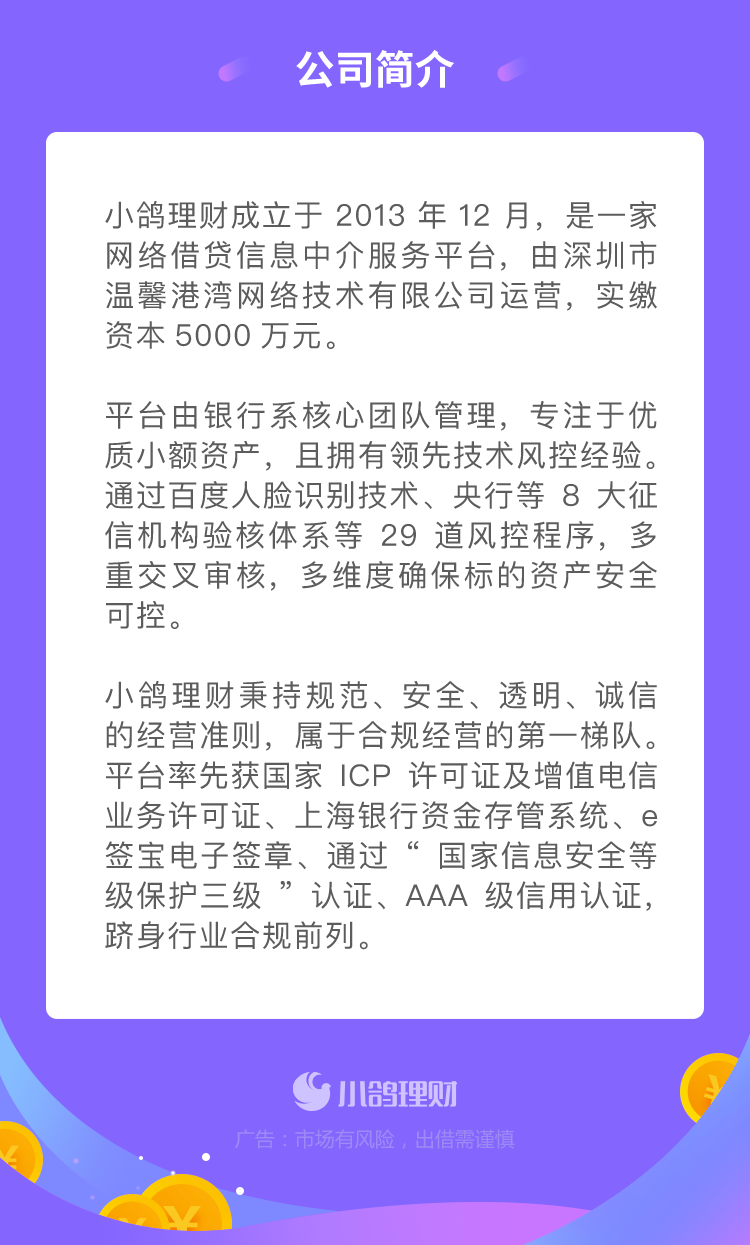 公司简介
小鸽理财成立于 2013 年 12 月，是一家
网络借贷信息中介服务平台，由深圳市
温馨港湾网络技术有限公司运营，实缴
资本 5000 万元。
平台由银行系核心团队管理，专注于优
质小额资产，且拥有领先技术风控经验。
通过百度人脸识别技术、央行等 8 大征
信机构验核体系等 29 道风控程序，多
重交叉审核，多维度确保标的资产安全
可控。
小鸽理财秉持规范、安全、透明、诚信
的经营准则，属于合规经营的第一梯队。
平台率先获国家 ICP 许可证及增值电信
业务许可证、上海银行资金存管系统、e
签宝电子签章、通过“ 国家信息安全等
级保护三级 ”认证、AAA 级信用认证，
跻身行业合规前列。
小鸽理财
广告：市场有风险，出借需谨慎